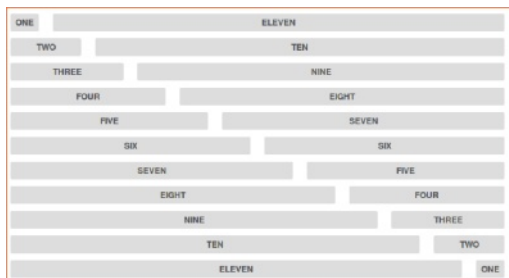 ONE ELEVEN
TWO TEN
THREE NINE
FOUR EIGHT
FIVE SEVEN
SIX SIX
SEVEN FIVE
EIGHT FOUR
NINE THREE
TEN TWO
ELEVEN ONE